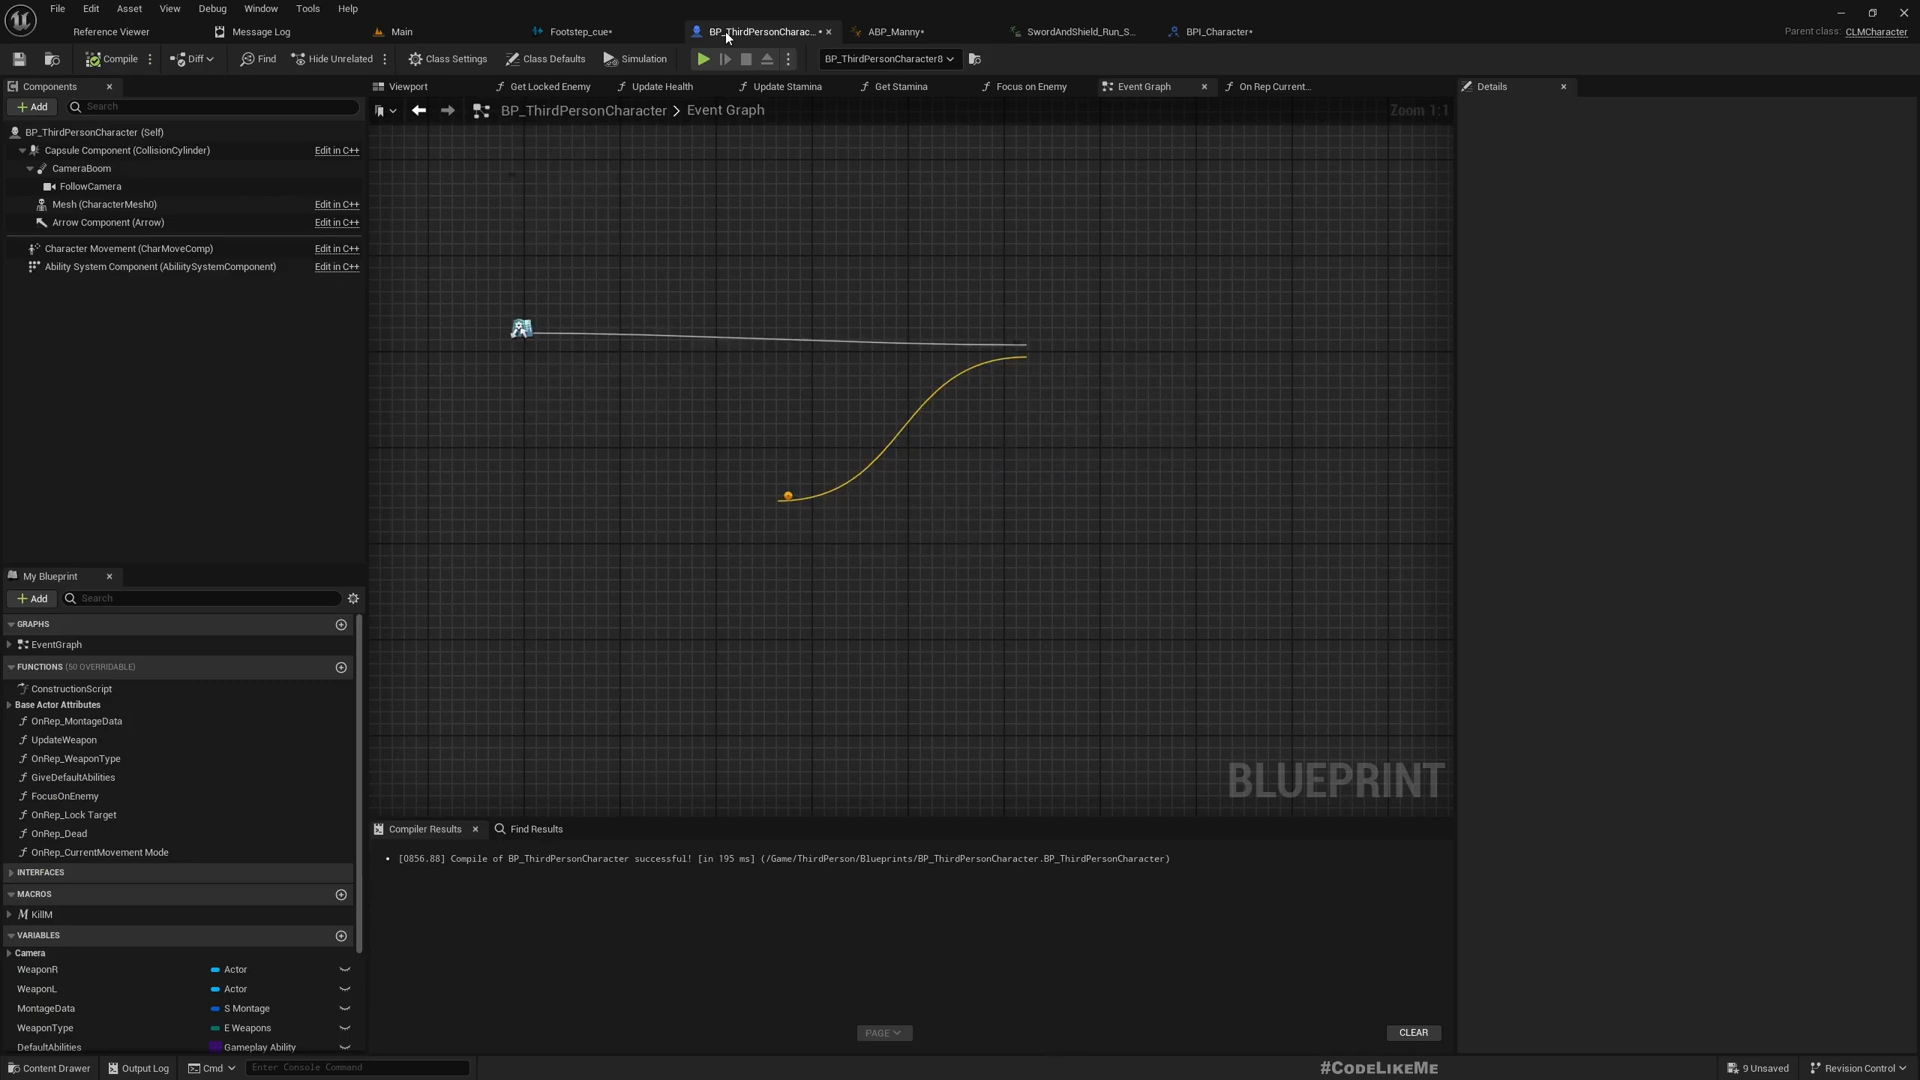 File Edit Asset View Debug Window Tools Help
Reference Viewer Message Log Main Footstep_cue• BP_ThirdPersonCharac... • ABP_Manny• SwordAndShield_Run_S... BPI_Character• Parent class: CLMCharacter
Compile Diff Find Hide Unrelated Class Settings Class Defaults Simulation BP_ThirdPersonCharacter8
Components Viewport Get Locked Enemy Update Health Update Stamina Get Stamina Focus on Enemy Event Graph On Rep Current... Details
Add Search BP_ThirdPersonCharacter > Event Graph Zoom 1:1
BP_ThirdPersonCharacter (Self)
Capsule Component (CollisionCylinder) Edit in C++
CameraBoom
FollowCamera
Mesh (CharacterMesh0) Edit in C++
Arrow Component (Arrow) Edit in C++
Character Movement (CharMoveComp) Edit in C++
Ability System Component (AbilitySystemComponent) Edit in C++
My Blueprint
Add Search
GRAPHS
EventGraph
FUNCTIONS (50 OVERRIDABLE)
ConstructionScript
Base Actor Attributes
OnRep_MontageData
UpdateWeapon
OnRep_WeaponType
GiveDefaultAbilities
FocusOnEnemy
OnRep_Lock Target
OnRep_Dead
OnRep_CurrentMovement Mode
INTERFACES
MACROS
KillM
VARIABLES
Camera
WeaponR Actor
WeaponL Actor
MontageData S Montage
WeaponType E Weapons
DefaultAbilities Gameplay Ability
BLUEPRINT
Compiler Results Find Results
• [0856.88] Compile of BP_ThirdPersonCharacter successful! [in 195 ms] (/Game/ThirdPerson/Blueprints/BP_ThirdPersonCharacter.BP_ThirdPersonCharacter)
PAGE CLEAR
Content Drawer Output Log Cmd Enter Console Command #CODELIKEME 9 Unsaved Revision Control